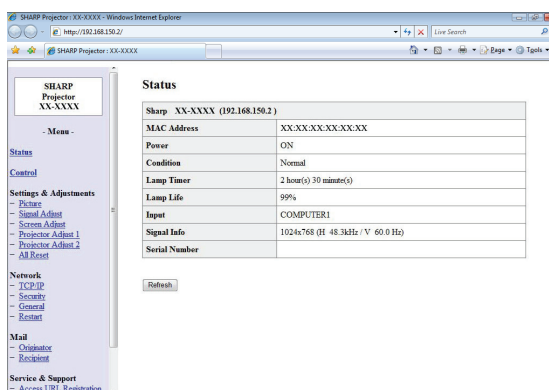 SHARP Projector : XX-XXXX - Windows Internet Explorer
http://192.168.150.2/
Live Search
SHARP Projector : XX-XXXX
Page
Tools
SHARP
Projector
XX-XXXX
- Menu -
Status
Control
Settings & Adjustments
– Picture
– Signal Adjust
– Screen Adjust
– Projector Adjust 1
– Projector Adjust 2
– All Reset
Network
– TCP/IP
– Security
– General
– Restart
Mail
– Originator
– Recipient
Service & Support
– Access URL Registration
Status
Sharp XX-XXXX (192.168.150.2 )
MAC Address XX:XX:XX:XX:XX:XX
Power ON
Condition Normal
Lamp Timer 2 hour(s) 30 minute(s)
Lamp Life 99%
Input COMPUTER1
Signal Info 1024x768 (H 48.3kHz / V 60.0 Hz)
Serial Number
Refresh